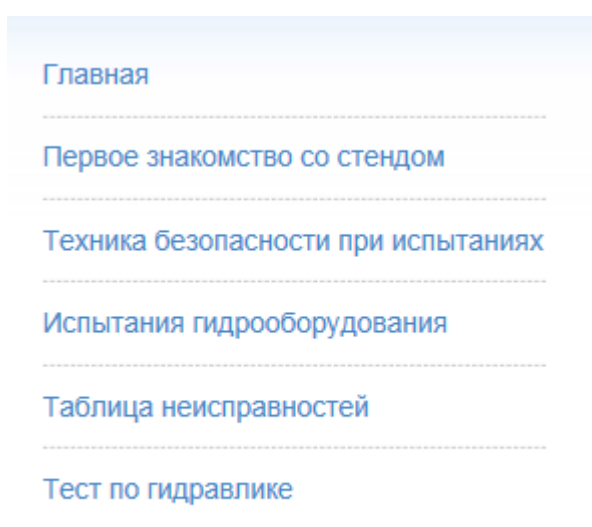 Главная
Первое знакомство со стендом
Техника безопасности при испытаниях
Испытания гидрооборудования
Таблица неисправностей
Тест по гидравлике